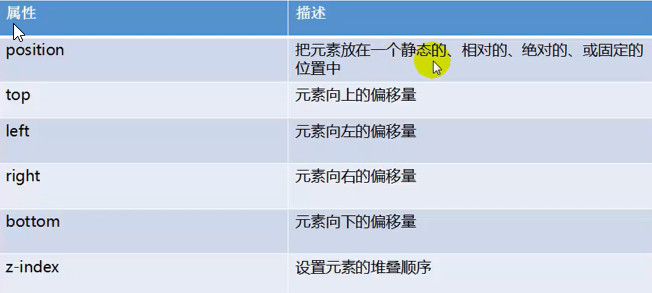 属性 描述
position 把元素放在一个静态的、相对的、绝对的、或固定的
位置中
top 元素向上的偏移量
left 元素向左的偏移量
right 元素向右的偏移量
bottom 元素向下的偏移量
z-index 设置元素的堆叠顺序